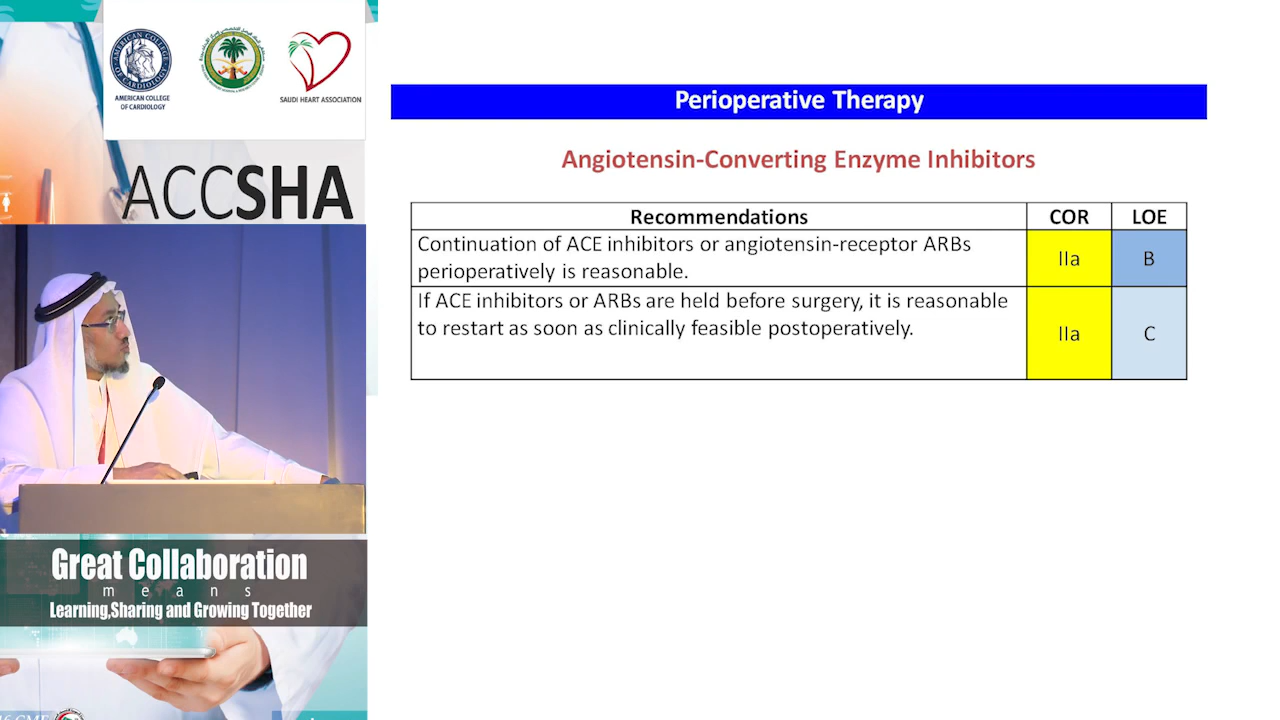 AMERICAN COLLEGE
OF CARDIOLOGY
SAUDI HEART ASSOCIATION
ACCSHA
Great Collaboration
means
Learning,Sharing and Growing Together
Perioperative Therapy
Angiotensin-Converting Enzyme Inhibitors
Recommendations COR LOE
Continuation of ACE inhibitors or angiotensin-receptor ARBs
perioperatively is reasonable.
IIa B
If ACE inhibitors or ARBs are held before surgery, it is reasonable
to restart as soon as clinically feasible postoperatively.
IIa C